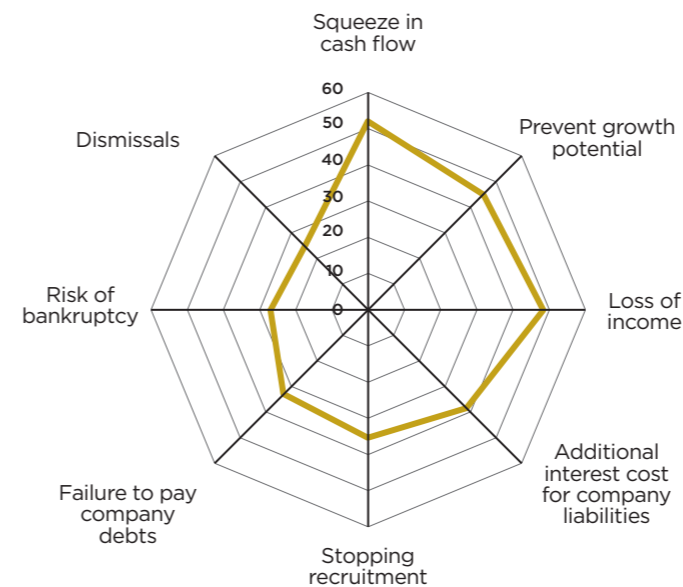 Squeeze in
cash flow
Prevent growth
potential
Loss of
income
Additional
interest cost
for company
liabilities
Stopping
recruitment
Failure to pay
company
debts
Risk of
bankruptcy
Dismissals
60
50
40
30
20
10
0